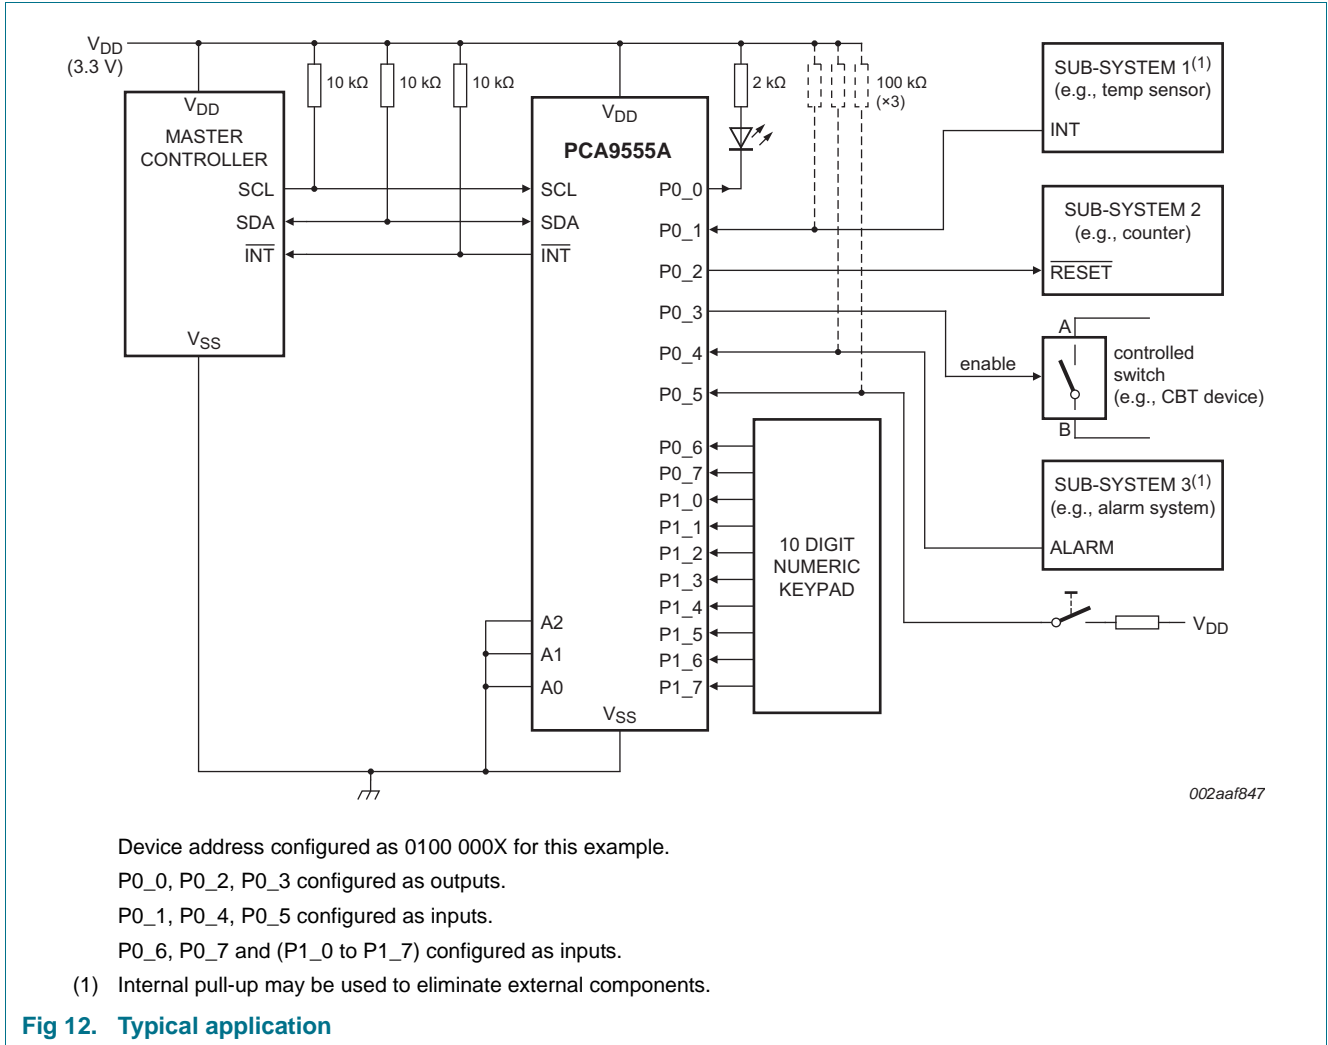 VDD
(3.3 V)
10 kΩ
10 kΩ
10 kΩ
2 kΩ
100 kΩ
(×3)
VDD
MASTER
CONTROLLER
SCL
SDA
INT
VSS
VDD
PCA9555A
SCL
SDA
INT
A2
A1
A0
VSS
P0_0
P0_1
P0_2
P0_3
P0_4
P0_5
P0_6
P0_7
P1_0
P1_1
P1_2
P1_3
P1_4
P1_5
P1_6
P1_7
10 DIGIT
NUMERIC
KEYPAD
SUB-SYSTEM 1(1)
(e.g., temp sensor)
INT
SUB-SYSTEM 2
(e.g., counter)
RESET
enable
A
B
controlled
switch
(e.g., CBT device)
SUB-SYSTEM 3(1)
(e.g., alarm system)
ALARM
VDD
002aaf847
Device address configured as 0100 000X for this example.
P0_0, P0_2, P0_3 configured as outputs.
P0_1, P0_4, P0_5 configured as inputs.
P0_6, P0_7 and (P1_0 to P1_7) configured as inputs.
(1) Internal pull-up may be used to eliminate external components.
Fig 12. Typical application